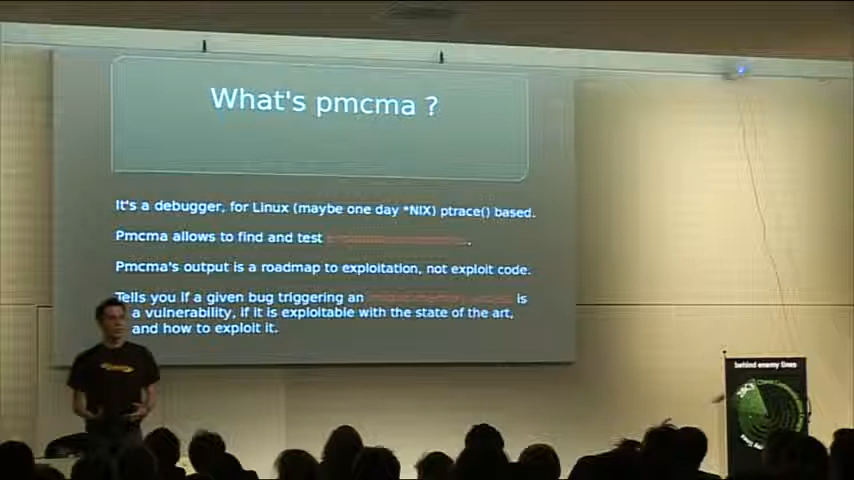 What's pmcma ?
It's a debugger, for Linux (maybe one day *NIX) ptrace() based.
Pmcma allows to find and test
Pmcma's output is a roadmap to exploitation, not exploit code.
Tells you if a given bug triggering an is
a vulnerability, if it is exploitable with the state of the art,
and how to exploit it.
behind enemy lines